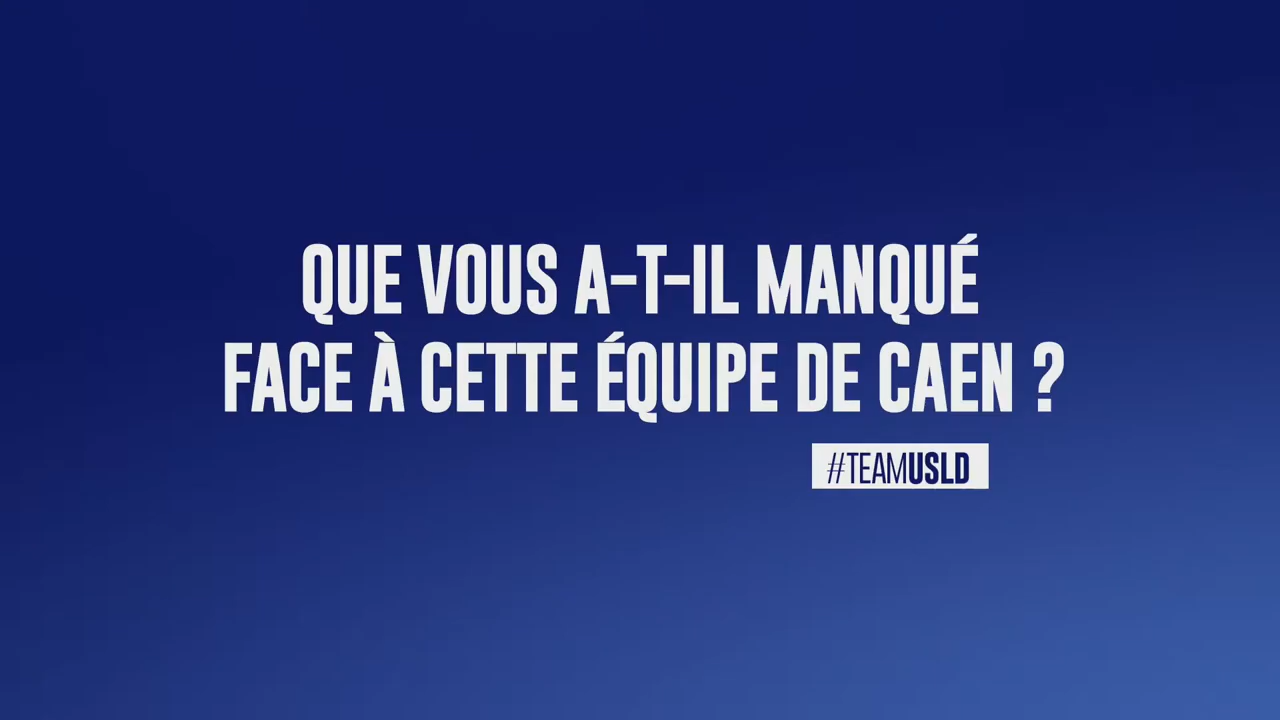 QUE VOUS A-T-IL MANQUÉ
FACE À CETTE ÉQUIPE DE CAEN ?
#TEAMUSLD